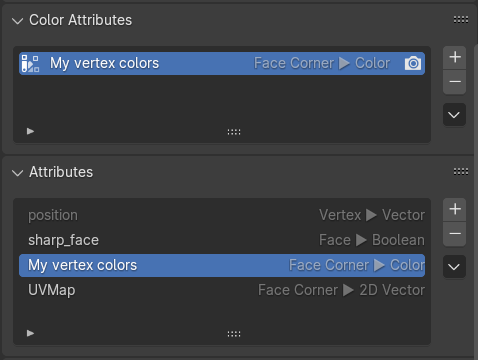 Color Attributes
My vertex colors Face Corner ▶ Color
Attributes
position Vertex ▶ Vector
sharp_face Face ▶ Boolean
My vertex colors Face Corner ▶ Color
UVMap Face Corner ▶ 2D Vector